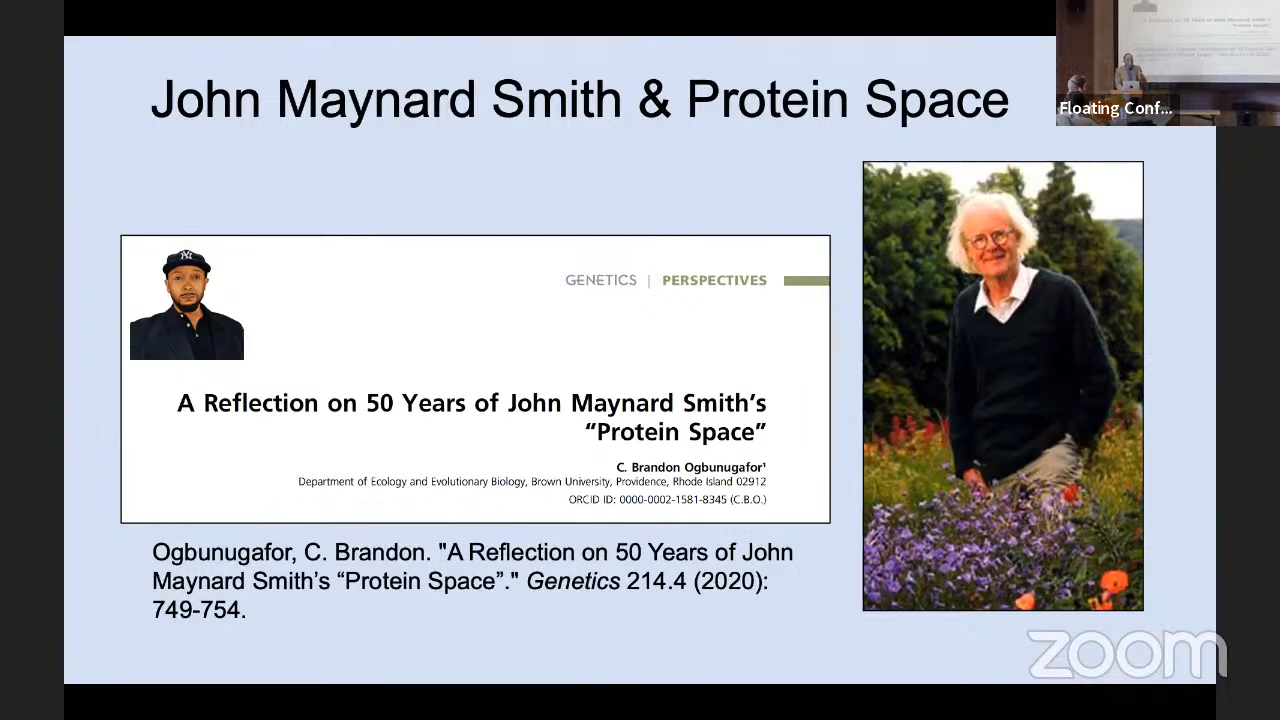 John Maynard Smith & Protein Space
Floating Conf...
NY
GENETICS | PERSPECTIVES
A Reflection on 50 Years of John Maynard Smith's
“Protein Space”
C. Brandon Ogbunugafor¹
Department of Ecology and Evolutionary Biology, Brown University, Providence, Rhode Island 02912
ORCID ID: 0000-0002-1581-8345 (C.B.O.)
Ogbunugafor, C. Brandon. "A Reflection on 50 Years of John
Maynard Smith's “Protein Space”." Genetics 214.4 (2020):
749-754.
zoom